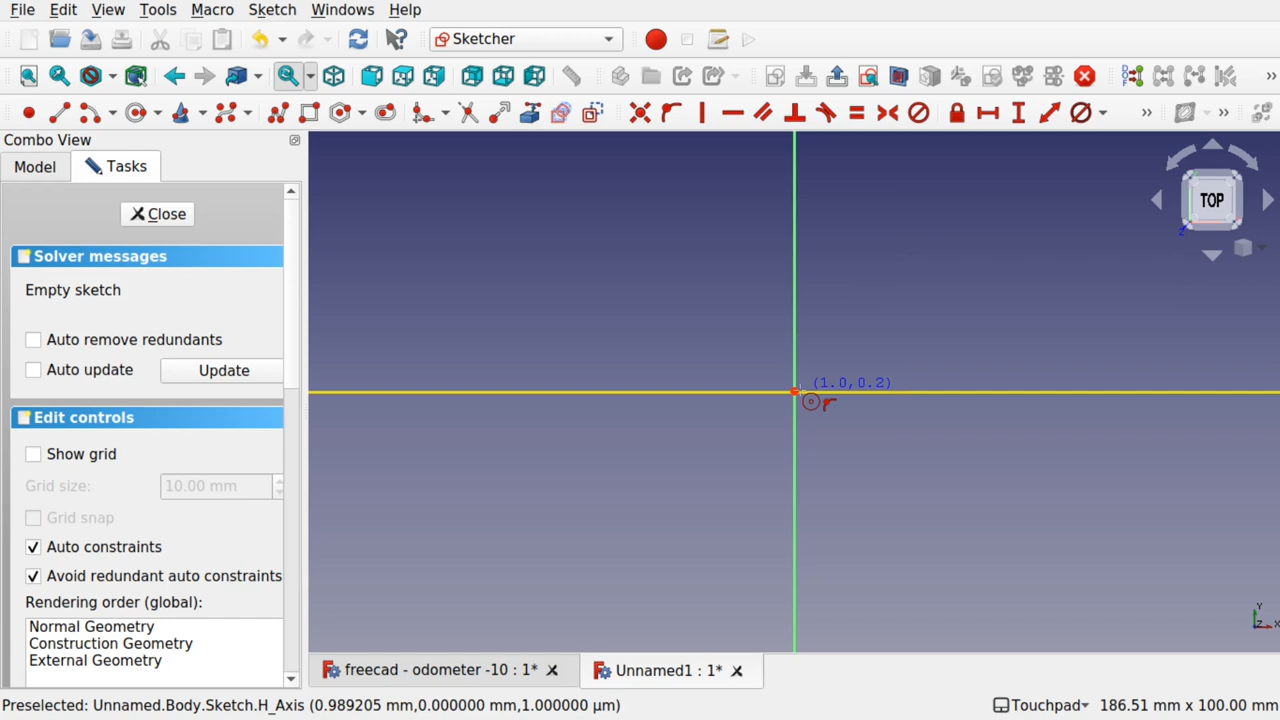 File Edit View Tools Macro Sketch Windows Help
Sketcher
»
» »
Combo View
Model Tasks
Close
Solver messages
Empty sketch
Auto remove redundants
Auto update Update
Edit controls
Show grid
Grid size: 10.00 mm
Grid snap
Auto constraints
Avoid redundant auto constraints
Rendering order (global):
Normal Geometry
Construction Geometry
External Geometry
(1.0,0.2)
TOP
Z
Y
Z X
freecad - odometer -10 : 1* Unnamed1 : 1*
Preselected: Unnamed.Body.Sketch.H_Axis (0.989205 mm,0.000000 mm,1.000000 µm) Touchpad 186.51 mm x 100.00 mm